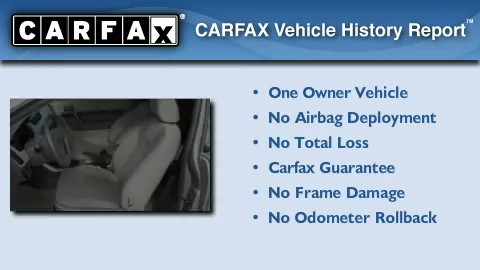 CARFAX®
CARFAX Vehicle History Report™
• One Owner Vehicle
• No Airbag Deployment
• No Total Loss
• Carfax Guarantee
• No Frame Damage
• No Odometer Rollback